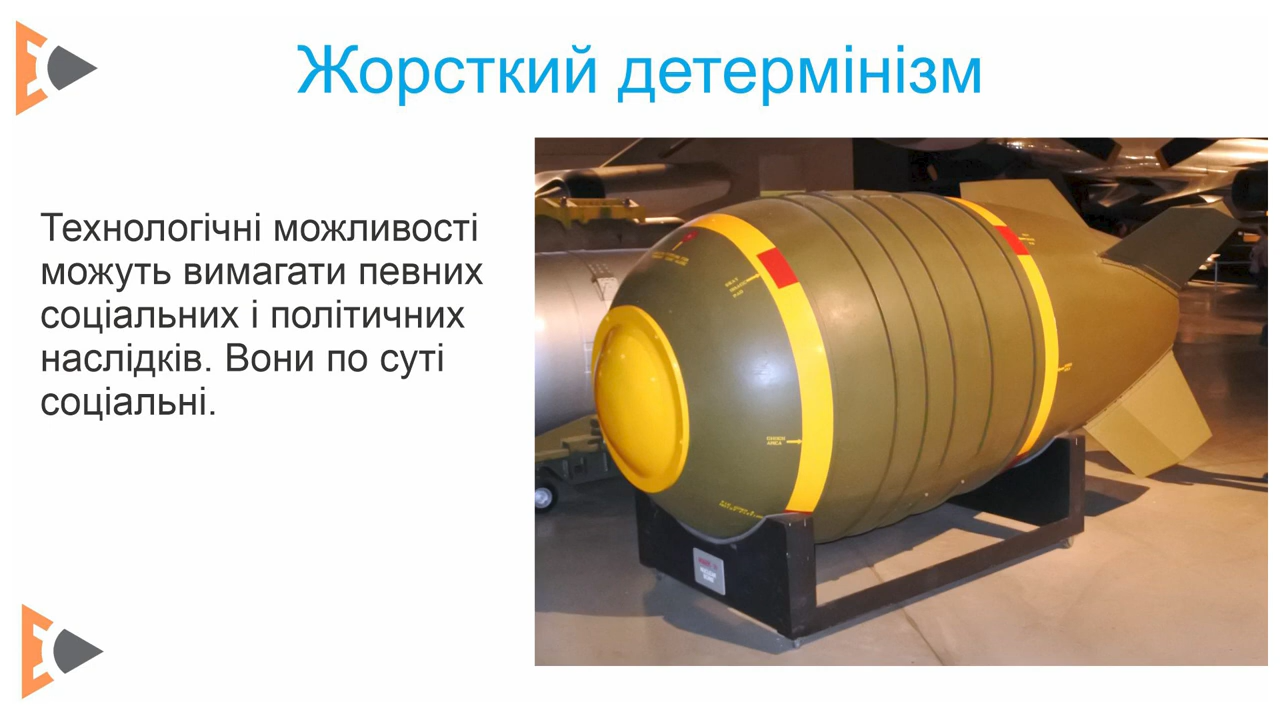 Жорсткий детермінізм
Технологічні можливості
можуть вимагати певних
соціальних і політичних
наслідків. Вони по суті
соціальні.